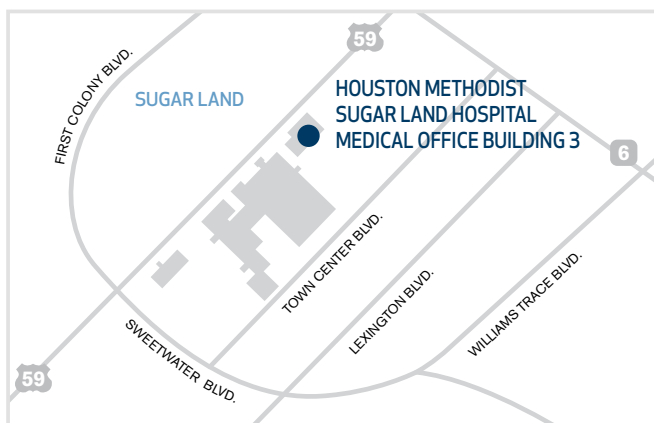 59
FIRST COLONY BLVD.
SUGAR LAND
HOUSTON METHODIST
SUGAR LAND HOSPITAL
MEDICAL OFFICE BUILDING 3
6
TOWN CENTER BLVD.
LEXINGTON BLVD.
WILLIAMS TRACE BLVD.
SWEETWATER BLVD.
59